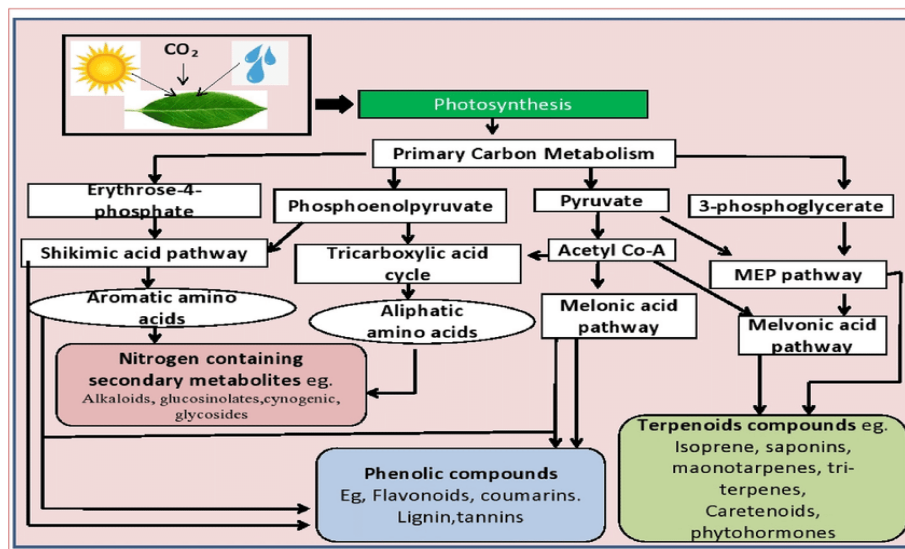 CO₂
Photosynthesis
Primary Carbon Metabolism
Erythrose-4-
phosphate
Phosphoenolpyruvate
Pyruvate
3-phosphoglycerate
Shikimic acid pathway
Tricarboxylic acid
cycle
Acetyl Co-A
MEP pathway
Aromatic amino
acids
Aliphatic
amino acids
Melonic acid
pathway
Melvonic acid
pathway
Nitrogen containing
secondary metabolites eg.
Alkaloids, glucosinolates,cynogenic,
glycosides
Phenolic compounds
Eg, Flavonoids, coumarins.
Lignin,tannins
Terpenoids compounds eg.
Isoprene, saponins,
maonotarpenes, tri-
terpenes,
Caretenoids,
phytohormones